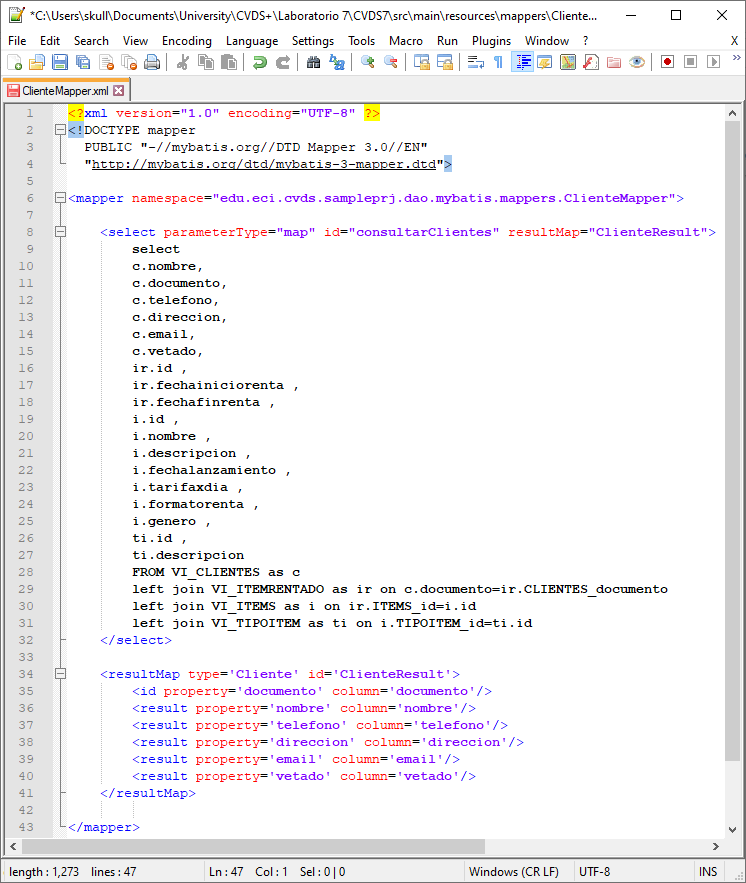 *C:\Users\skull\Documents\University\CVDS+\Laboratorio 7\CVDS7\src\main\resources\mappers\Cliente...
File Edit Search View Encoding Language Settings Tools Macro Run Plugins Window ? X
ClienteMapper.xml
1 <?xml version="1.0" encoding="UTF-8" ?>
2 <!DOCTYPE mapper
3 PUBLIC "-//mybatis.org//DTD Mapper 3.0//EN"
4 "http://mybatis.org/dtd/mybatis-3-mapper.dtd">
5
6 <mapper namespace="edu.eci.cvds.sampleprj.dao.mybatis.mappers.ClienteMapper">
7
8 <select parameterType="map" id="consultarClientes" resultMap="ClienteResult">
9 select
10 c.nombre,
11 c.documento,
12 c.telefono,
13 c.direccion,
14 c.email,
15 c.vetado,
16 ir.id ,
17 ir.fechainiciorenta ,
18 ir.fechafinrenta ,
19 i.id ,
20 i.nombre ,
21 i.descripcion ,
22 i.fechalanzamiento ,
23 i.tarifaxdia ,
24 i.formatorenta ,
25 i.genero ,
26 ti.id ,
27 ti.descripcion
28 FROM VI_CLIENTES as c
29 left join VI_ITEMRENTADO as ir on c.documento=ir.CLIENTES_documento
30 left join VI_ITEMS as i on ir.ITEMS_id=i.id
31 left join VI_TIPOITEM as ti on i.TIPOITEM_id=ti.id
32 </select>
33
34 <resultMap type='Cliente' id='ClienteResult'>
35 <id property='documento' column='documento'/>
36 <result property='nombre' column='nombre'/>
37 <result property='telefono' column='telefono'/>
38 <result property='direccion' column='direccion'/>
39 <result property='email' column='email'/>
40 <result property='vetado' column='vetado'/>
41 </resultMap>
42
43 </mapper>
length : 1,273 lines : 47 Ln : 47 Col : 1 Sel : 0 | 0 Windows (CR LF) UTF-8 INS